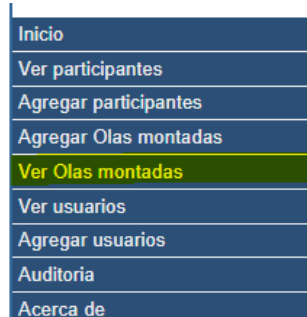 Inicio
Ver participantes
Agregar participantes
Agregar Olas montadas
Ver Olas montadas
Ver usuarios
Agregar usuarios
Auditoria
Acerca de